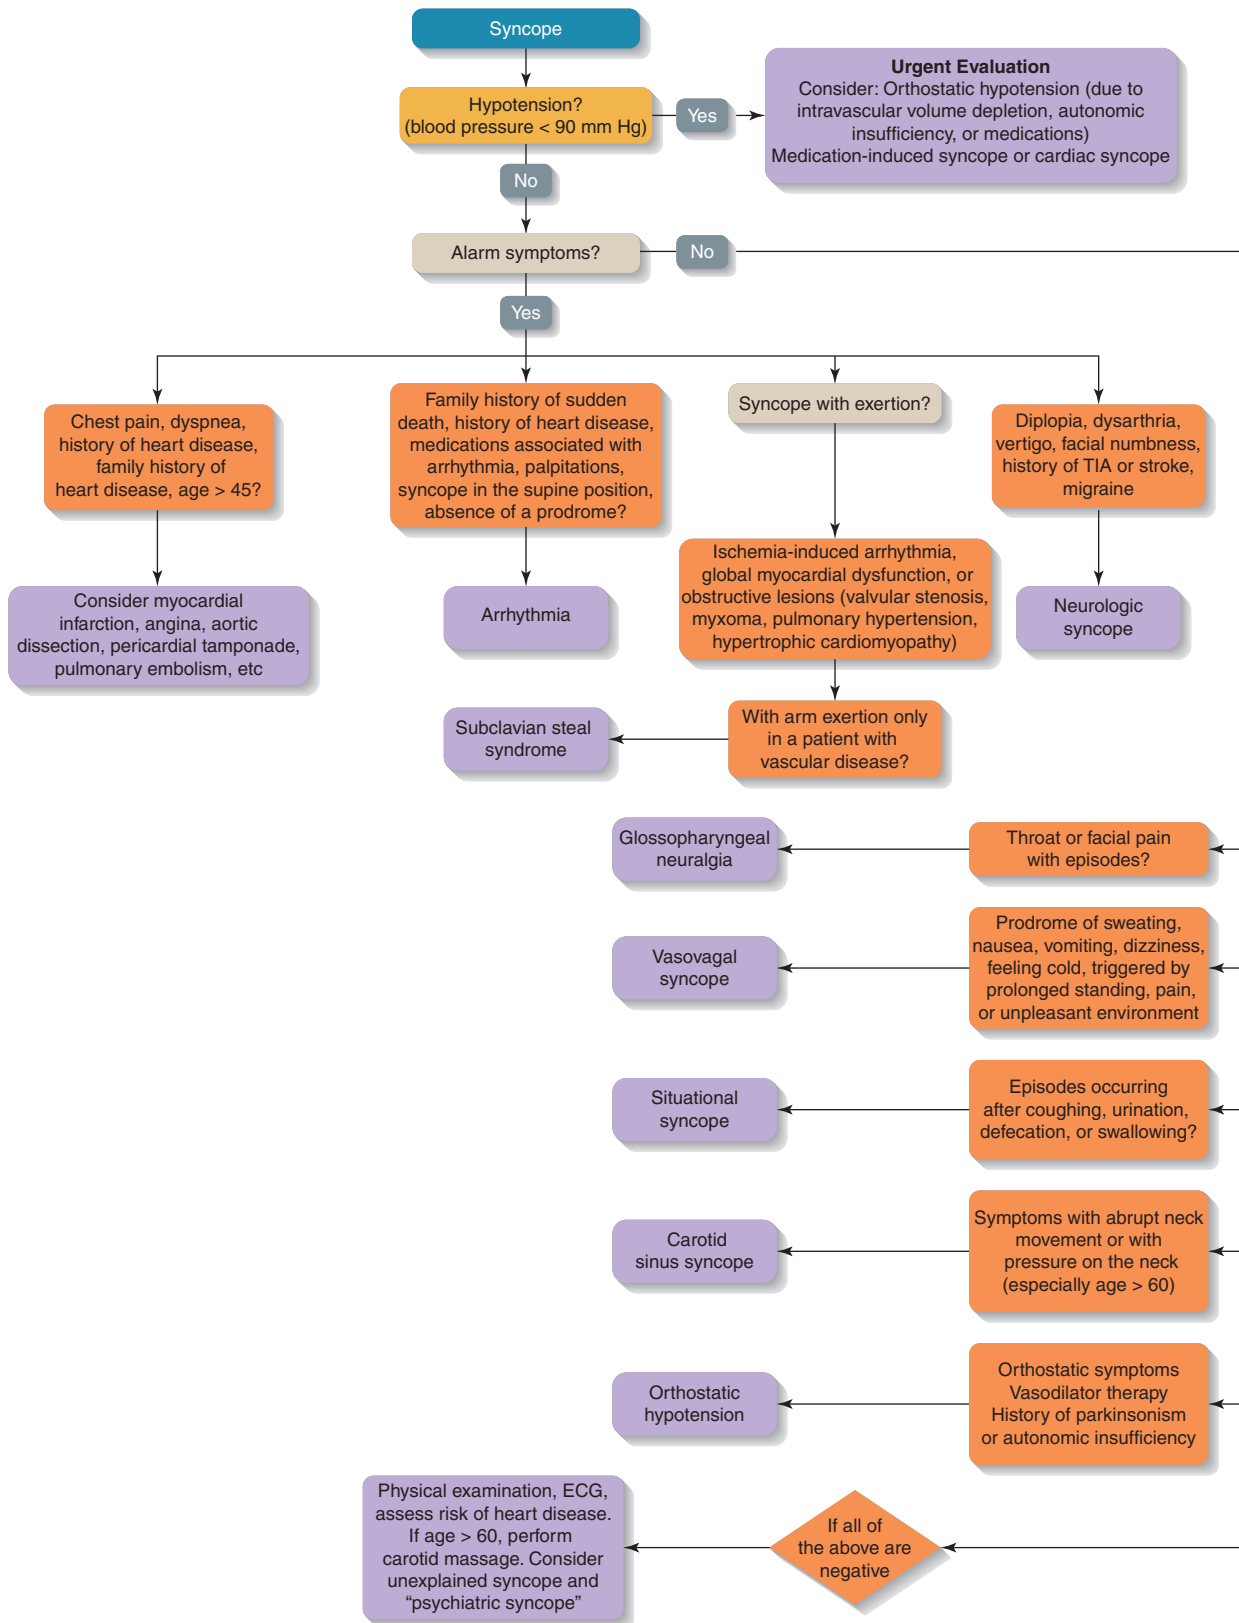 Syncope
Hypotension?
(blood pressure < 90 mm Hg)
Yes
Urgent Evaluation
Consider: Orthostatic hypotension (due to
intravascular volume depletion, autonomic
insufficiency, or medications)
Medication-induced syncope or cardiac syncope
No
Alarm symptoms?
No
Yes
Chest pain, dyspnea,
history of heart disease,
family history of
heart disease, age > 45?
Family history of sudden
death, history of heart disease,
medications associated with
arrhythmia, palpitations,
syncope in the supine position,
absence of a prodrome?
Syncope with exertion?
Diplopia, dysarthria,
vertigo, facial numbness,
history of TIA or stroke,
migraine
Consider myocardial
infarction, angina, aortic
dissection, pericardial tamponade,
pulmonary embolism, etc
Arrhythmia
Ischemia-induced arrhythmia,
global myocardial dysfunction, or
obstructive lesions (valvular stenosis,
myxoma, pulmonary hypertension,
hypertrophic cardiomyopathy)
Neurologic
syncope
Subclavian steal
syndrome
With arm exertion only
in a patient with
vascular disease?
Glossopharyngeal
neuralgia
Throat or facial pain
with episodes?
Vasovagal
syncope
Prodrome of sweating,
nausea, vomiting, dizziness,
feeling cold, triggered by
prolonged standing, pain,
or unpleasant environment
Situational
syncope
Episodes occurring
after coughing, urination,
defecation, or swallowing?
Carotid
sinus syncope
Symptoms with abrupt neck
movement or with
pressure on the neck
(especially age > 60)
Orthostatic
hypotension
Orthostatic symptoms
Vasodilator therapy
History of parkinsonism
or autonomic insufficiency
Physical examination, ECG,
assess risk of heart disease.
If age > 60, perform
carotid massage. Consider
unexplained syncope and
“psychiatric syncope”
If all of
the above are
negative